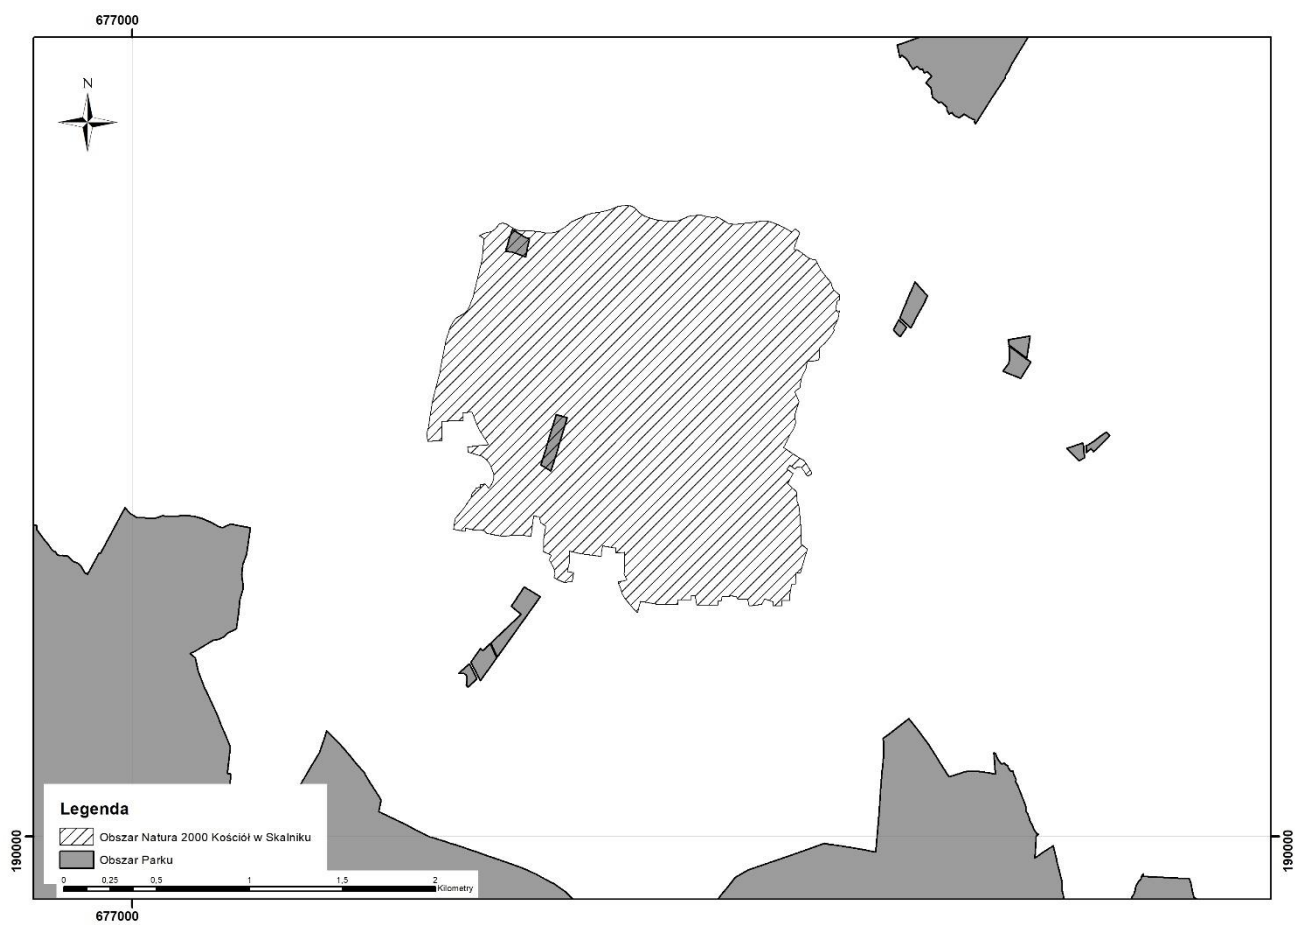 677000
N
Legenda
Obszar Natura 2000 Kościół w Skalniku
Obszar Parku
0 0,25 0,5 1 1,5 2
Kilometry
190000
190000
677000